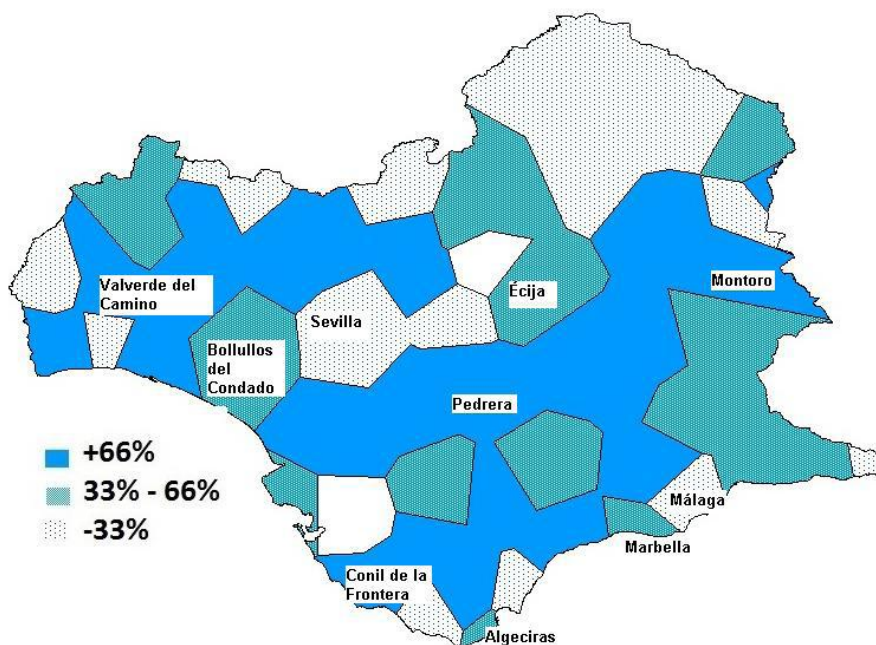 Valverde del
Camino
Sevilla
Écija
Montoro
Bollullos
del
Condado
Pedrera
+66%
33% - 66%
-33%
Málaga
Marbella
Conil de la
Frontera
Algeciras